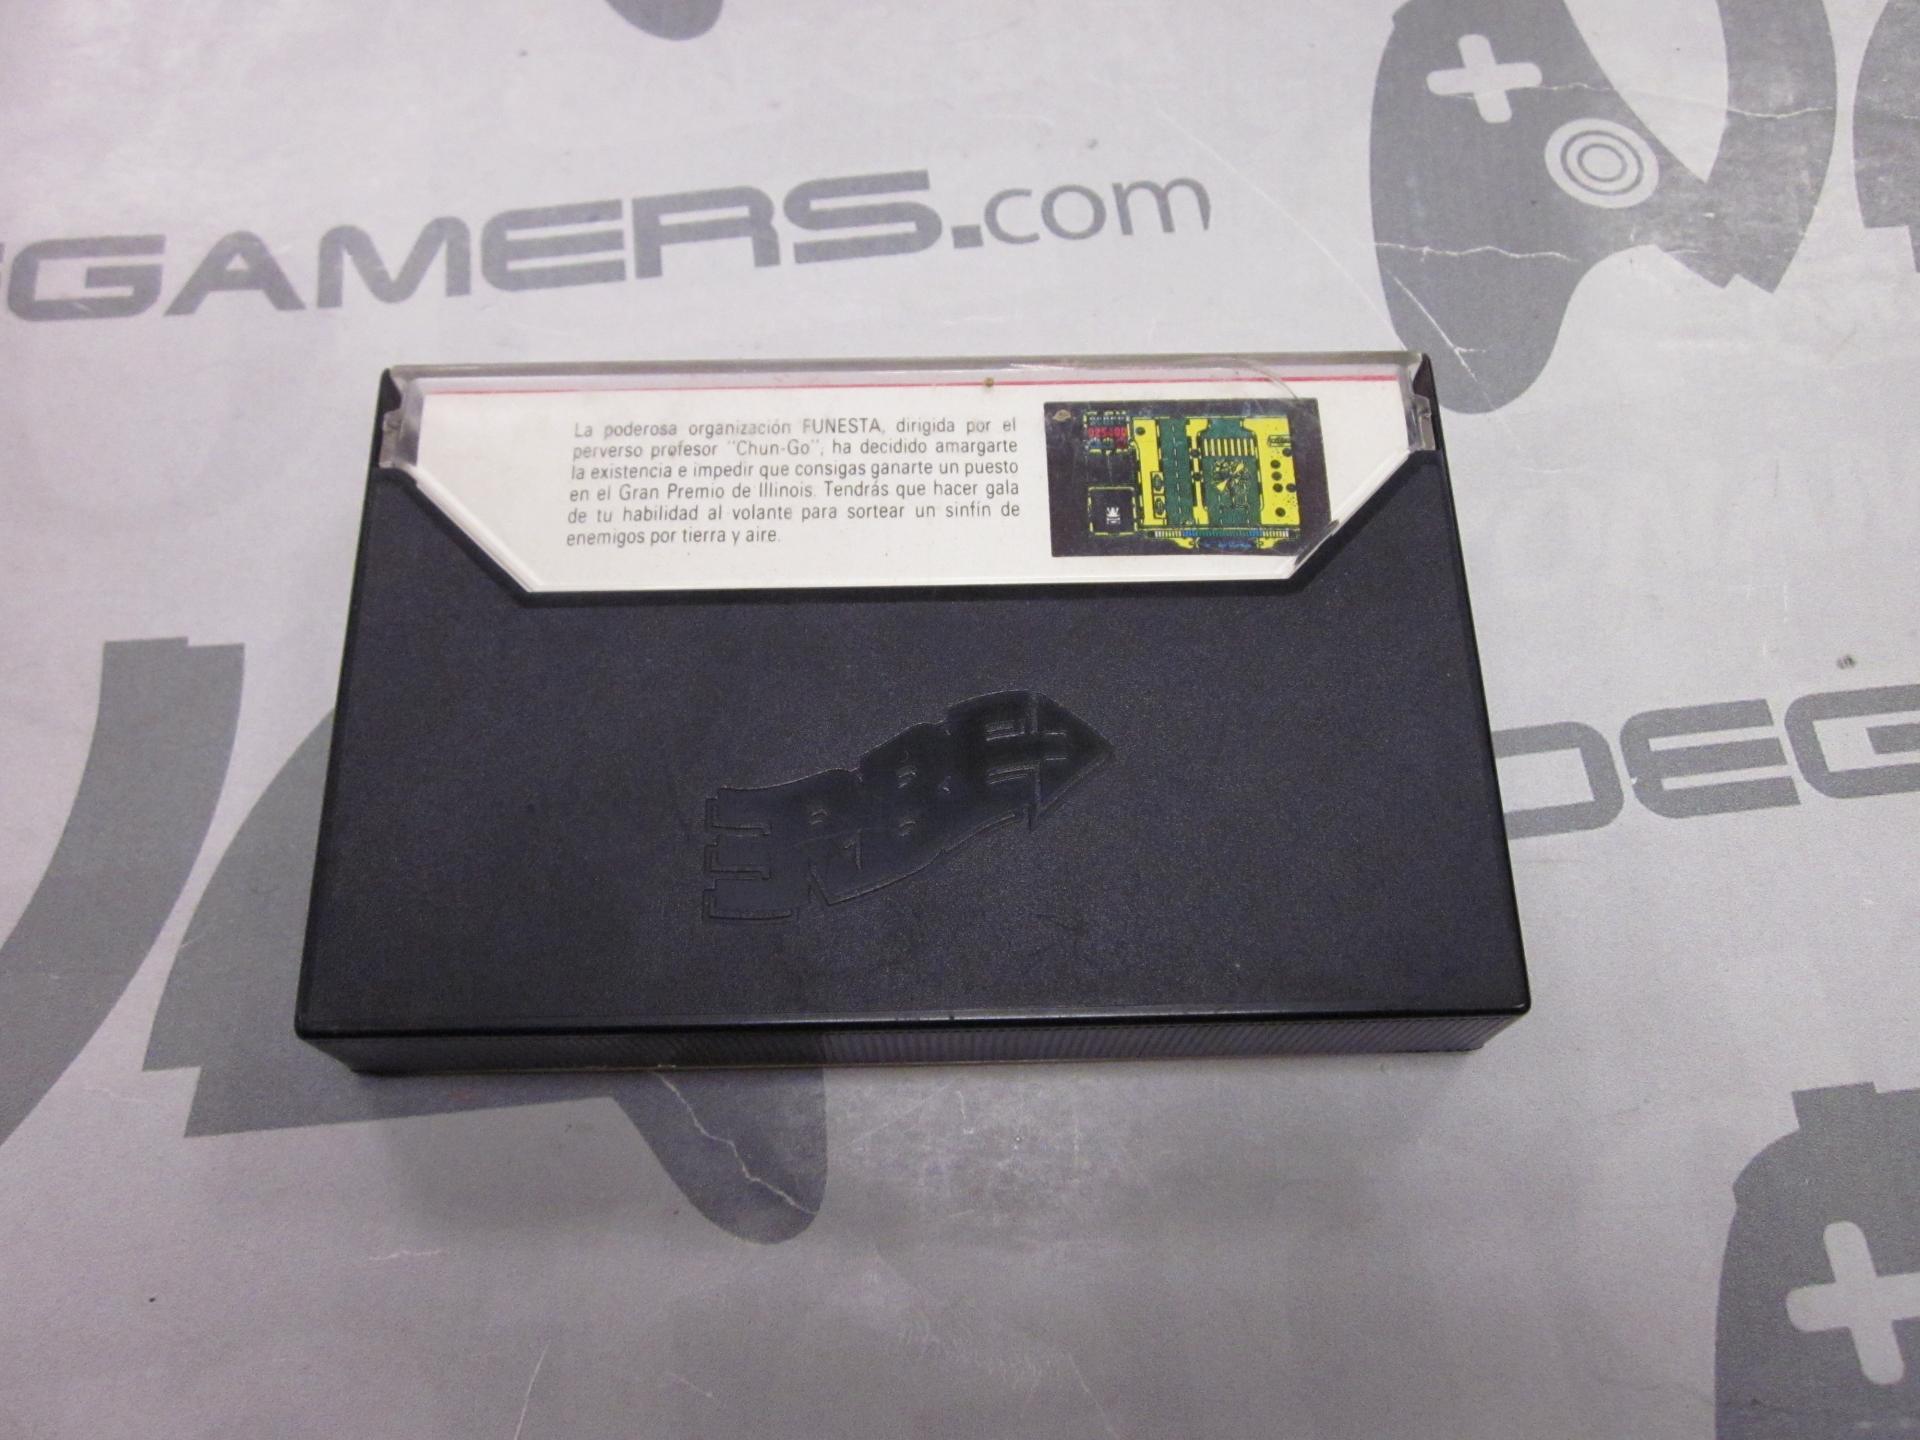 GAMERS.com
La poderosa organización FUNESTA, dirigida por el
perverso profesor "Chun-Go", ha decidido amargarte
la existencia e impedir que consigas ganarte un puesto
en el Gran Premio de Illinois. Tendrás que hacer gala
de tu habilidad al volante para sortear un sinfín de
enemigos por tierra y aire.
ERBE
DEG